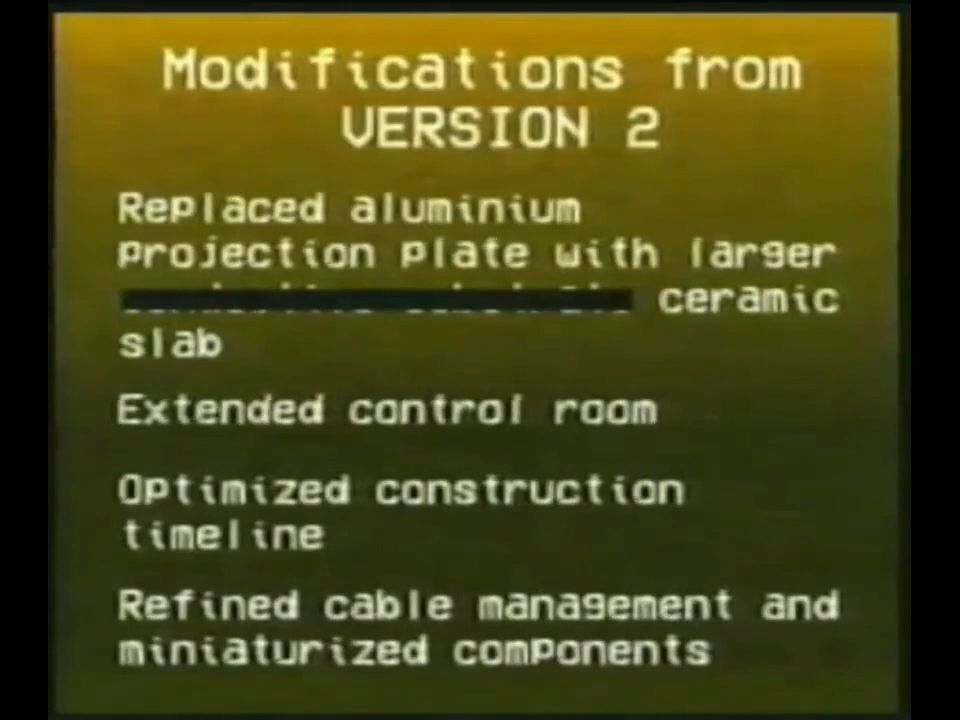 Modifications from
VERSION 2
Replaced aluminium
projection plate with larger
ceramic
slab
Extended control room
Optimized construction
timeline
Refined cable management and
miniaturized components